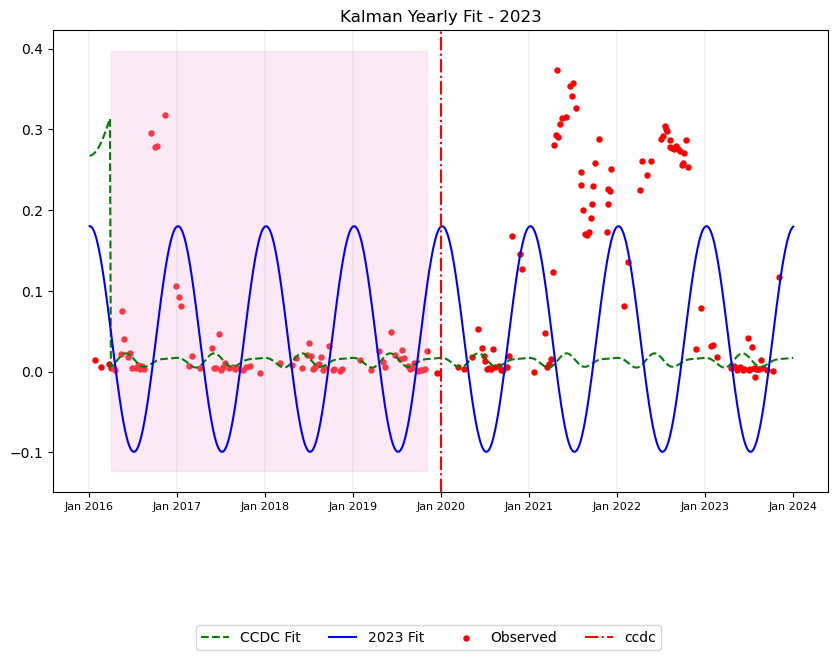 Kalman Yearly Fit - 2023
0.4
0.3
0.2
0.1
0.0
−0.1
Jan 2016 Jan 2017 Jan 2018 Jan 2019 Jan 2020 Jan 2021 Jan 2022 Jan 2023 Jan 2024
CCDC Fit 2023 Fit Observed ccdc